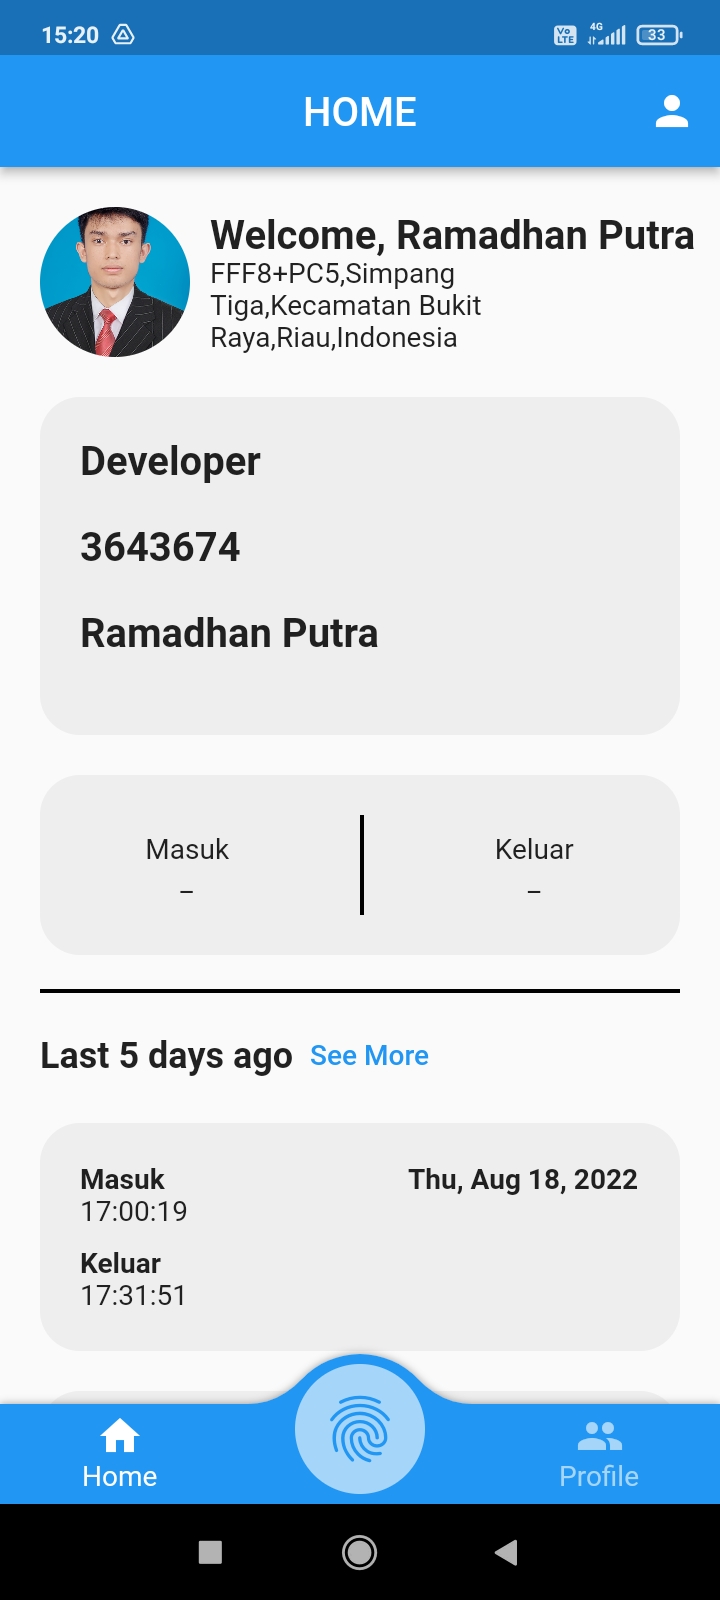 15:20
Vo LTE 4G 33
HOME
Welcome, Ramadhan Putra
FFF8+PC5,Simpang
Tiga,Kecamatan Bukit
Raya,Riau,Indonesia
Developer
3643674
Ramadhan Putra
Masuk Keluar
– –
Last 5 days ago See More
Masuk Thu, Aug 18, 2022
17:00:19
Keluar
17:31:51
Home Profile